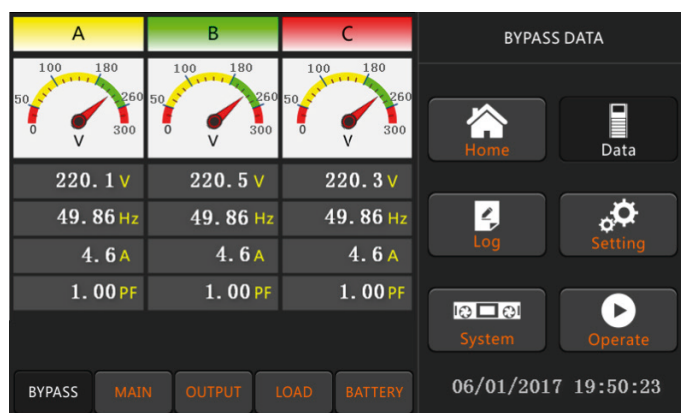 A B C BYPASS DATA
100 180 100 180 100 180
50 260 50 260 50 260
0 300 0 300 0 300
V V V
Home Data
220.1 V 220.5 V 220.3 V
49.86 Hz 49.86 Hz 49.86 Hz
Log Setting
4.6 A 4.6 A 4.6 A
1.00 PF 1.00 PF 1.00 PF
System Operate
BYPASS MAIN OUTPUT LOAD BATTERY 06/01/2017 19:50:23